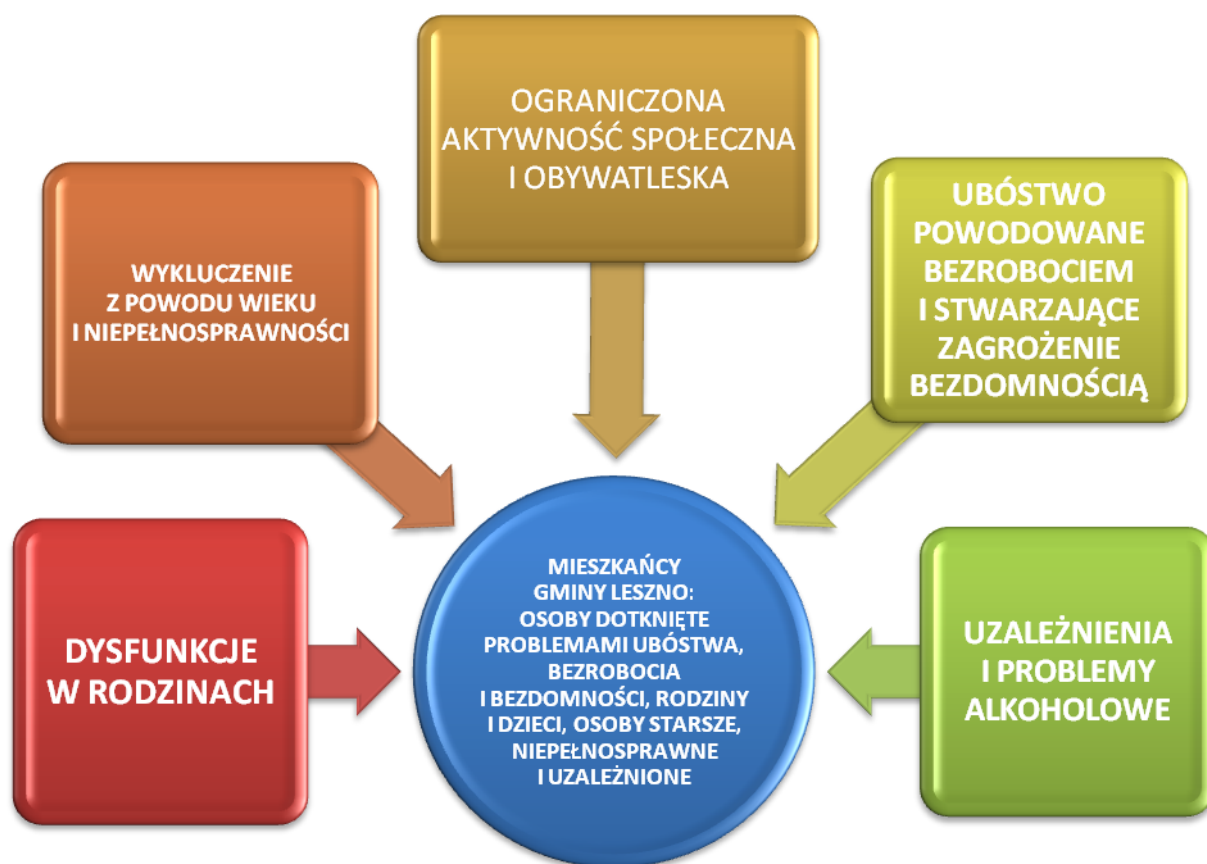 OGRANICZONA
AKTYWNOŚĆ SPOŁECZNA
I OBYWATLESKA
WYKLUCZENIE
Z POWODU WIEKU
I NIEPEŁNOSPRAWNOŚCI
UBÓSTWO
POWODOWANE
BEZROBOCIEM
I STWARZAJĄCE
ZAGROŻENIE
BEZDOMNOŚCIĄ
DYSFUNKCJE
W RODZINACH
MIESZKAŃCY
GMINY LESZNO:
OSOBY DOTKNIĘTE
PROBLEMAMI UBÓSTWA,
BEZROBOCIA
I BEZDOMNOŚCI, RODZINY
I DZIECI, OSOBY STARSZE,
NIEPEŁNOSPRAWNE
I UZALEŻNIONE
UZALEŻNIENIA
I PROBLEMY
ALKOHOLOWE